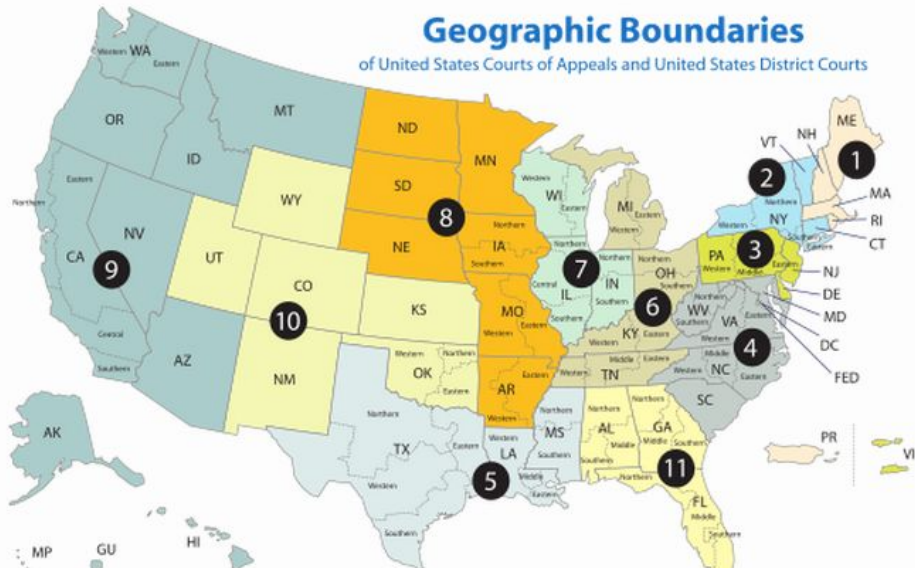 Geographic Boundaries
of United States Courts of Appeals and United States District Courts
WA
Western
Eastern
OR
MT
ID
Eastern
Northern
NV
CA
9
Central
Southern
AZ
WY
UT
CO
10
NM
KS
Western
Northern
OK
Eastern
ND
MN
SD
8
NE
Northern
IA
Southern
MO
Western
Eastern
AR
Eastern
Western
Western
WI
Eastern
Northern
7
Central
IL
Southern
Northern
IN
Southern
MI
Eastern
Western
Northern
OH
Southern
6
KY
Western
Eastern
Middle
Eastern
Western
TN
VT
NH
ME
1
2
Northern
NY
Western
Eastern
MA
RI
CT
3
PA
Western
Middle
Eastern
NJ
DE
MD
DC
FED
Northern
WV
Southern
VA
Eastern
Western
4
Middle
NC
Western
Eastern
SC
Northern
TX
Eastern
Western
Southern
Western
LA
Middle
Eastern
5
Northern
MS
Southern
Northern
AL
Middle
Southern
Northern
GA
Middle
Southern
11
Northern
FL
Middle
Southern
PR
VI
AK
HI
MP
GU